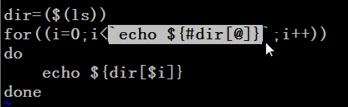 dir=($(ls))
for((i=0;i<`echo ${#dir[@]}`;i++))
do
    echo ${dir[$i]}
done